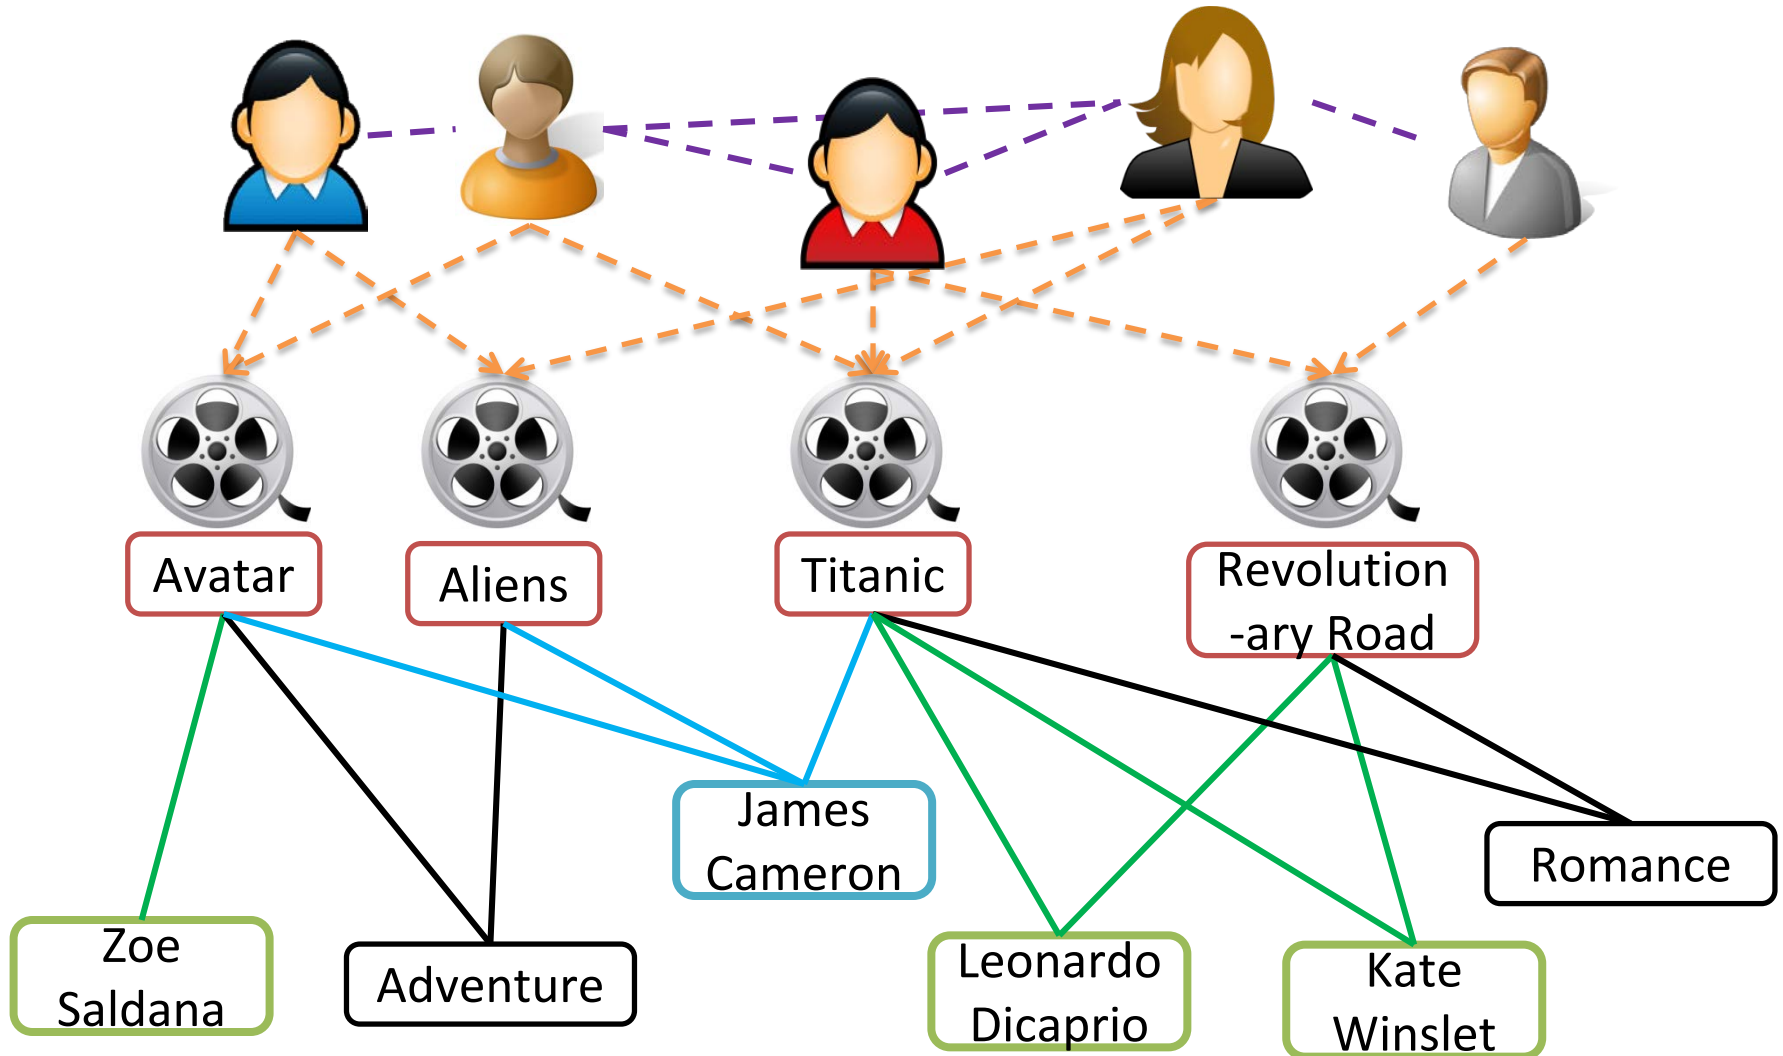 Avatar
Aliens
Titanic
Revolution
-ary Road
James
Cameron
Romance
Zoe
Saldana
Adventure
Leonardo
Dicaprio
Kate
Winslet